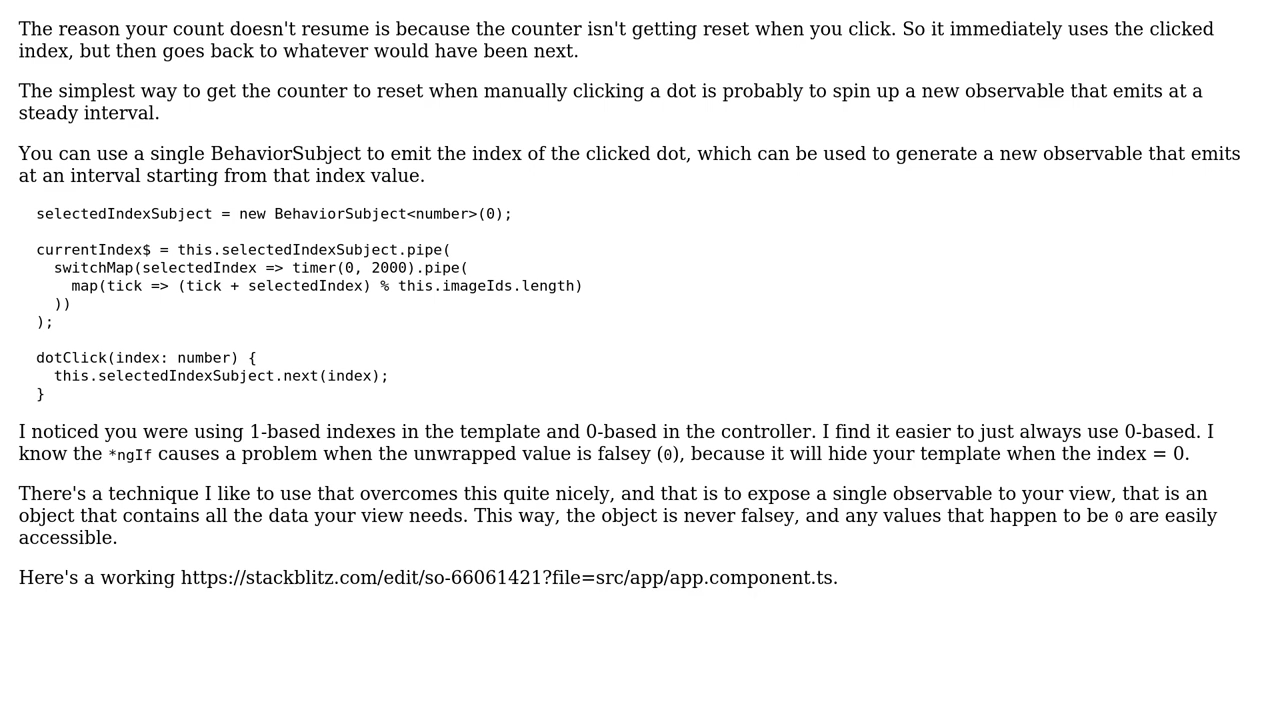 The reason your count doesn't resume is because the counter isn't getting reset when you click. So it immediately uses the clicked
index, but then goes back to whatever would have been next.
The simplest way to get the counter to reset when manually clicking a dot is probably to spin up a new observable that emits at a
steady interval.
You can use a single BehaviorSubject to emit the index of the clicked dot, which can be used to generate a new observable that emits
at an interval starting from that index value.
selectedIndexSubject = new BehaviorSubject<number>(0);
currentIndex$ = this.selectedIndexSubject.pipe(
switchMap(selectedIndex => timer(0, 2000).pipe(
map(tick => (tick + selectedIndex) % this.imageIds.length)
))
);
dotClick(index: number) {
this.selectedIndexSubject.next(index);
}
I noticed you were using 1-based indexes in the template and 0-based in the controller. I find it easier to just always use 0-based. I
know the *ngIf causes a problem when the unwrapped value is falsey (0), because it will hide your template when the index = 0.
There's a technique I like to use that overcomes this quite nicely, and that is to expose a single observable to your view, that is an
object that contains all the data your view needs. This way, the object is never falsey, and any values that happen to be 0 are easily
accessible.
Here's a working https://stackblitz.com/edit/so-66061421?file=src/app/app.component.ts.